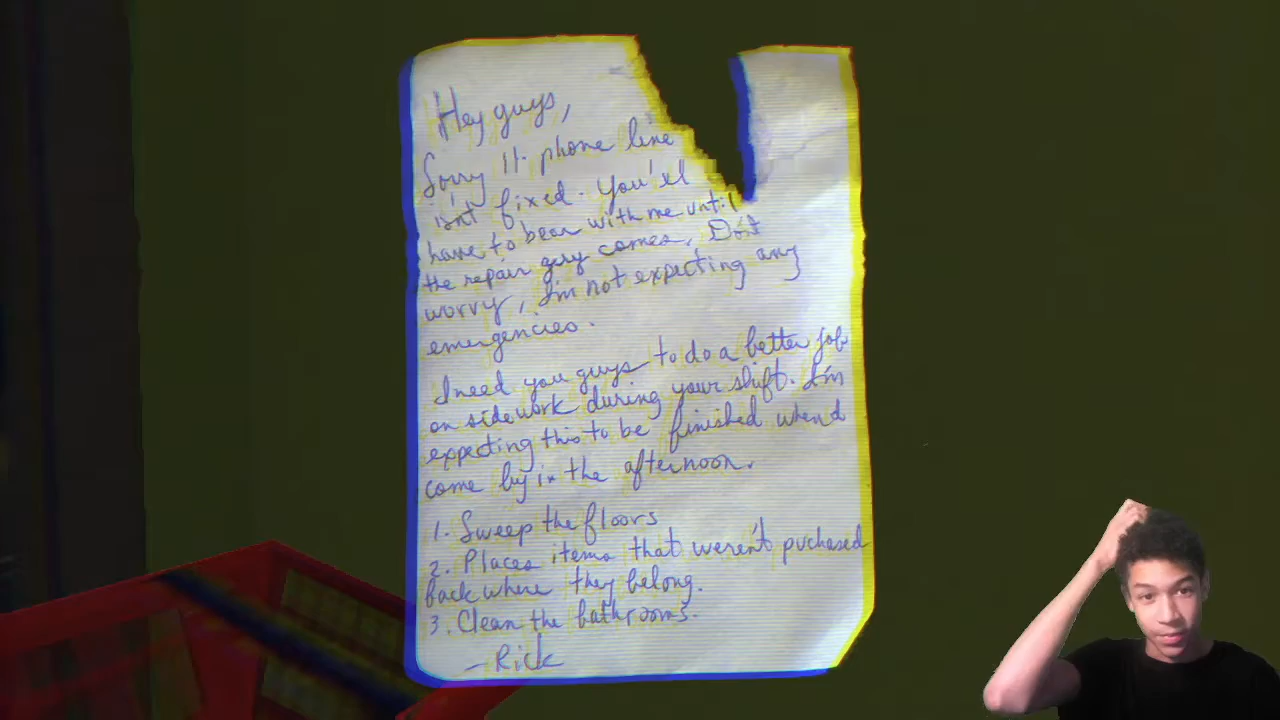 Hey guys,
Sorry 11. phone line
isn't fixed. You'll
have to bear with me until
the repair guy comes. Don't
worry, I'm not expecting any
emergencies.
I need you guys to do a better job
on sidework during your shift. I'm
expecting this to be finished when I
come by in the afternoon.
1. Sweep the floors
2. Places items that weren't puchased
back where they belong.
3. Clean the bathrooms.
- Rick